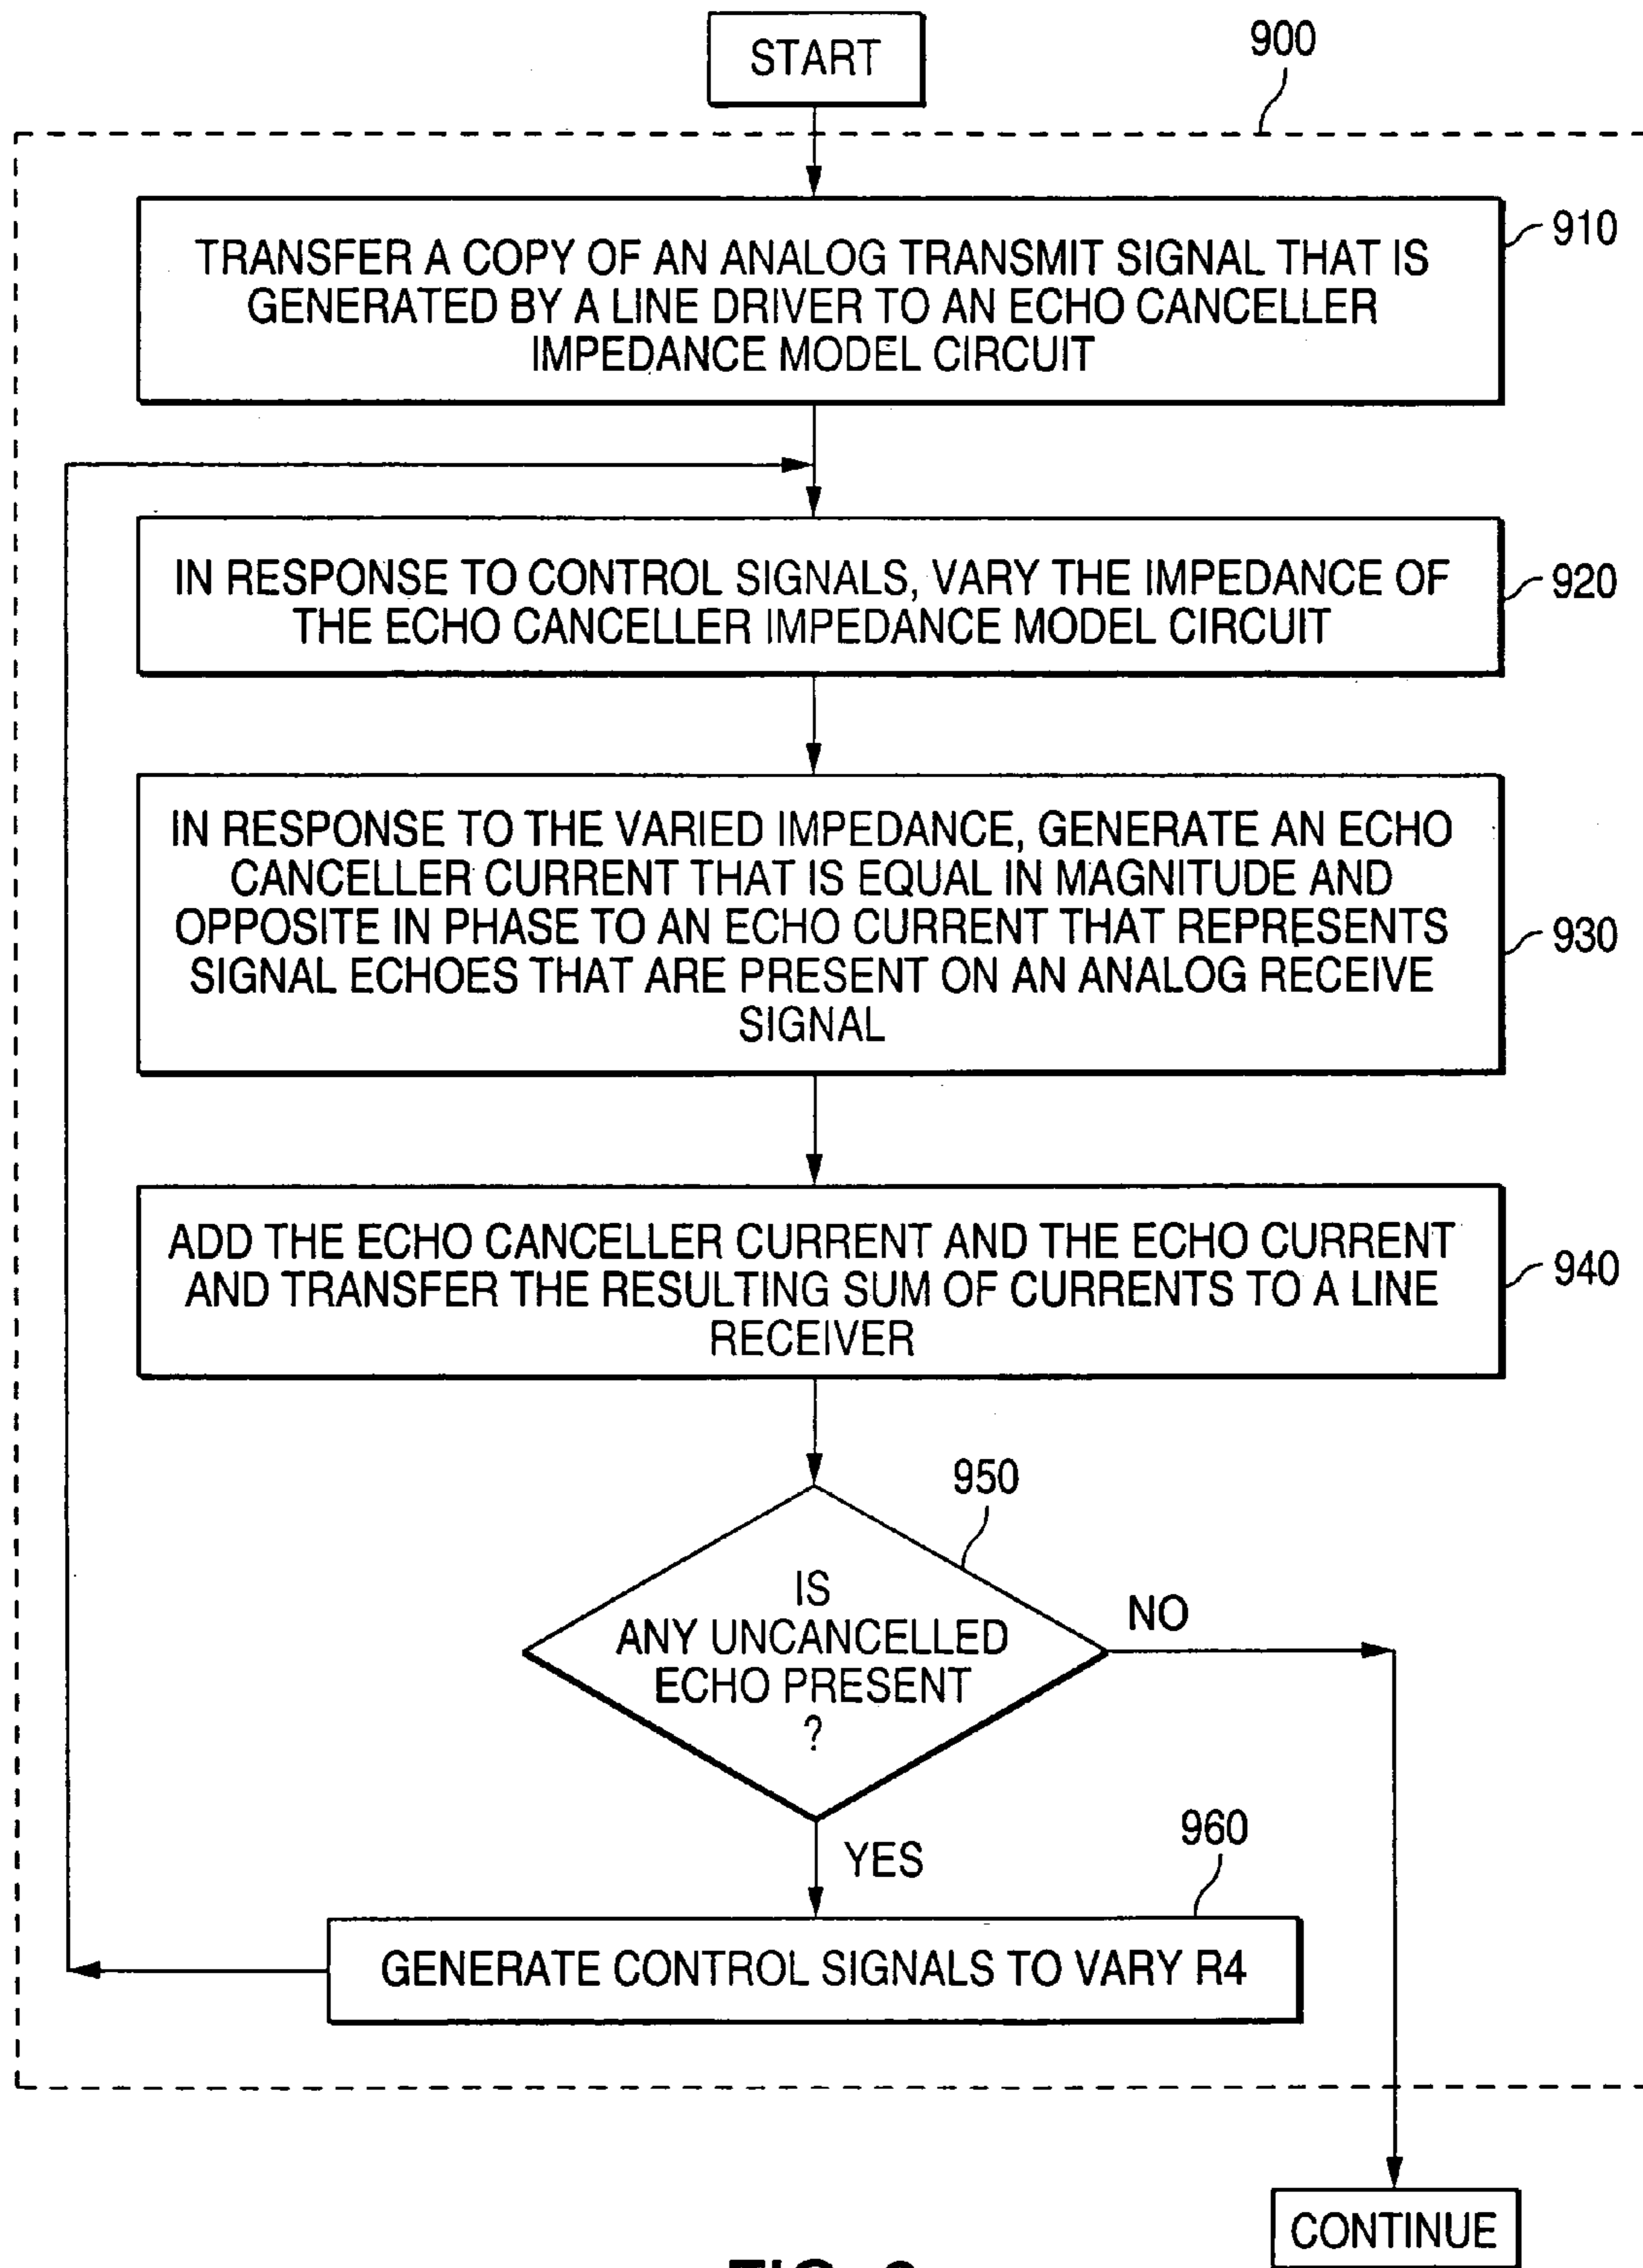 START
900
TRANSFER A COPY OF AN ANALOG TRANSMIT SIGNAL THAT IS
GENERATED BY A LINE DRIVER TO AN ECHO CANCELLER
IMPEDANCE MODEL CIRCUIT
910
IN RESPONSE TO CONTROL SIGNALS, VARY THE IMPEDANCE OF
THE ECHO CANCELLER IMPEDANCE MODEL CIRCUIT
920
IN RESPONSE TO THE VARIED IMPEDANCE, GENERATE AN ECHO
CANCELLER CURRENT THAT IS EQUAL IN MAGNITUDE AND
OPPOSITE IN PHASE TO AN ECHO CURRENT THAT REPRESENTS
SIGNAL ECHOES THAT ARE PRESENT ON AN ANALOG RECEIVE
SIGNAL
930
ADD THE ECHO CANCELLER CURRENT AND THE ECHO CURRENT
AND TRANSFER THE RESULTING SUM OF CURRENTS TO A LINE
RECEIVER
940
950
IS
ANY UNCANCELLED
ECHO PRESENT
?
NO
YES
960
GENERATE CONTROL SIGNALS TO VARY R4
CONTINUE
FIG.